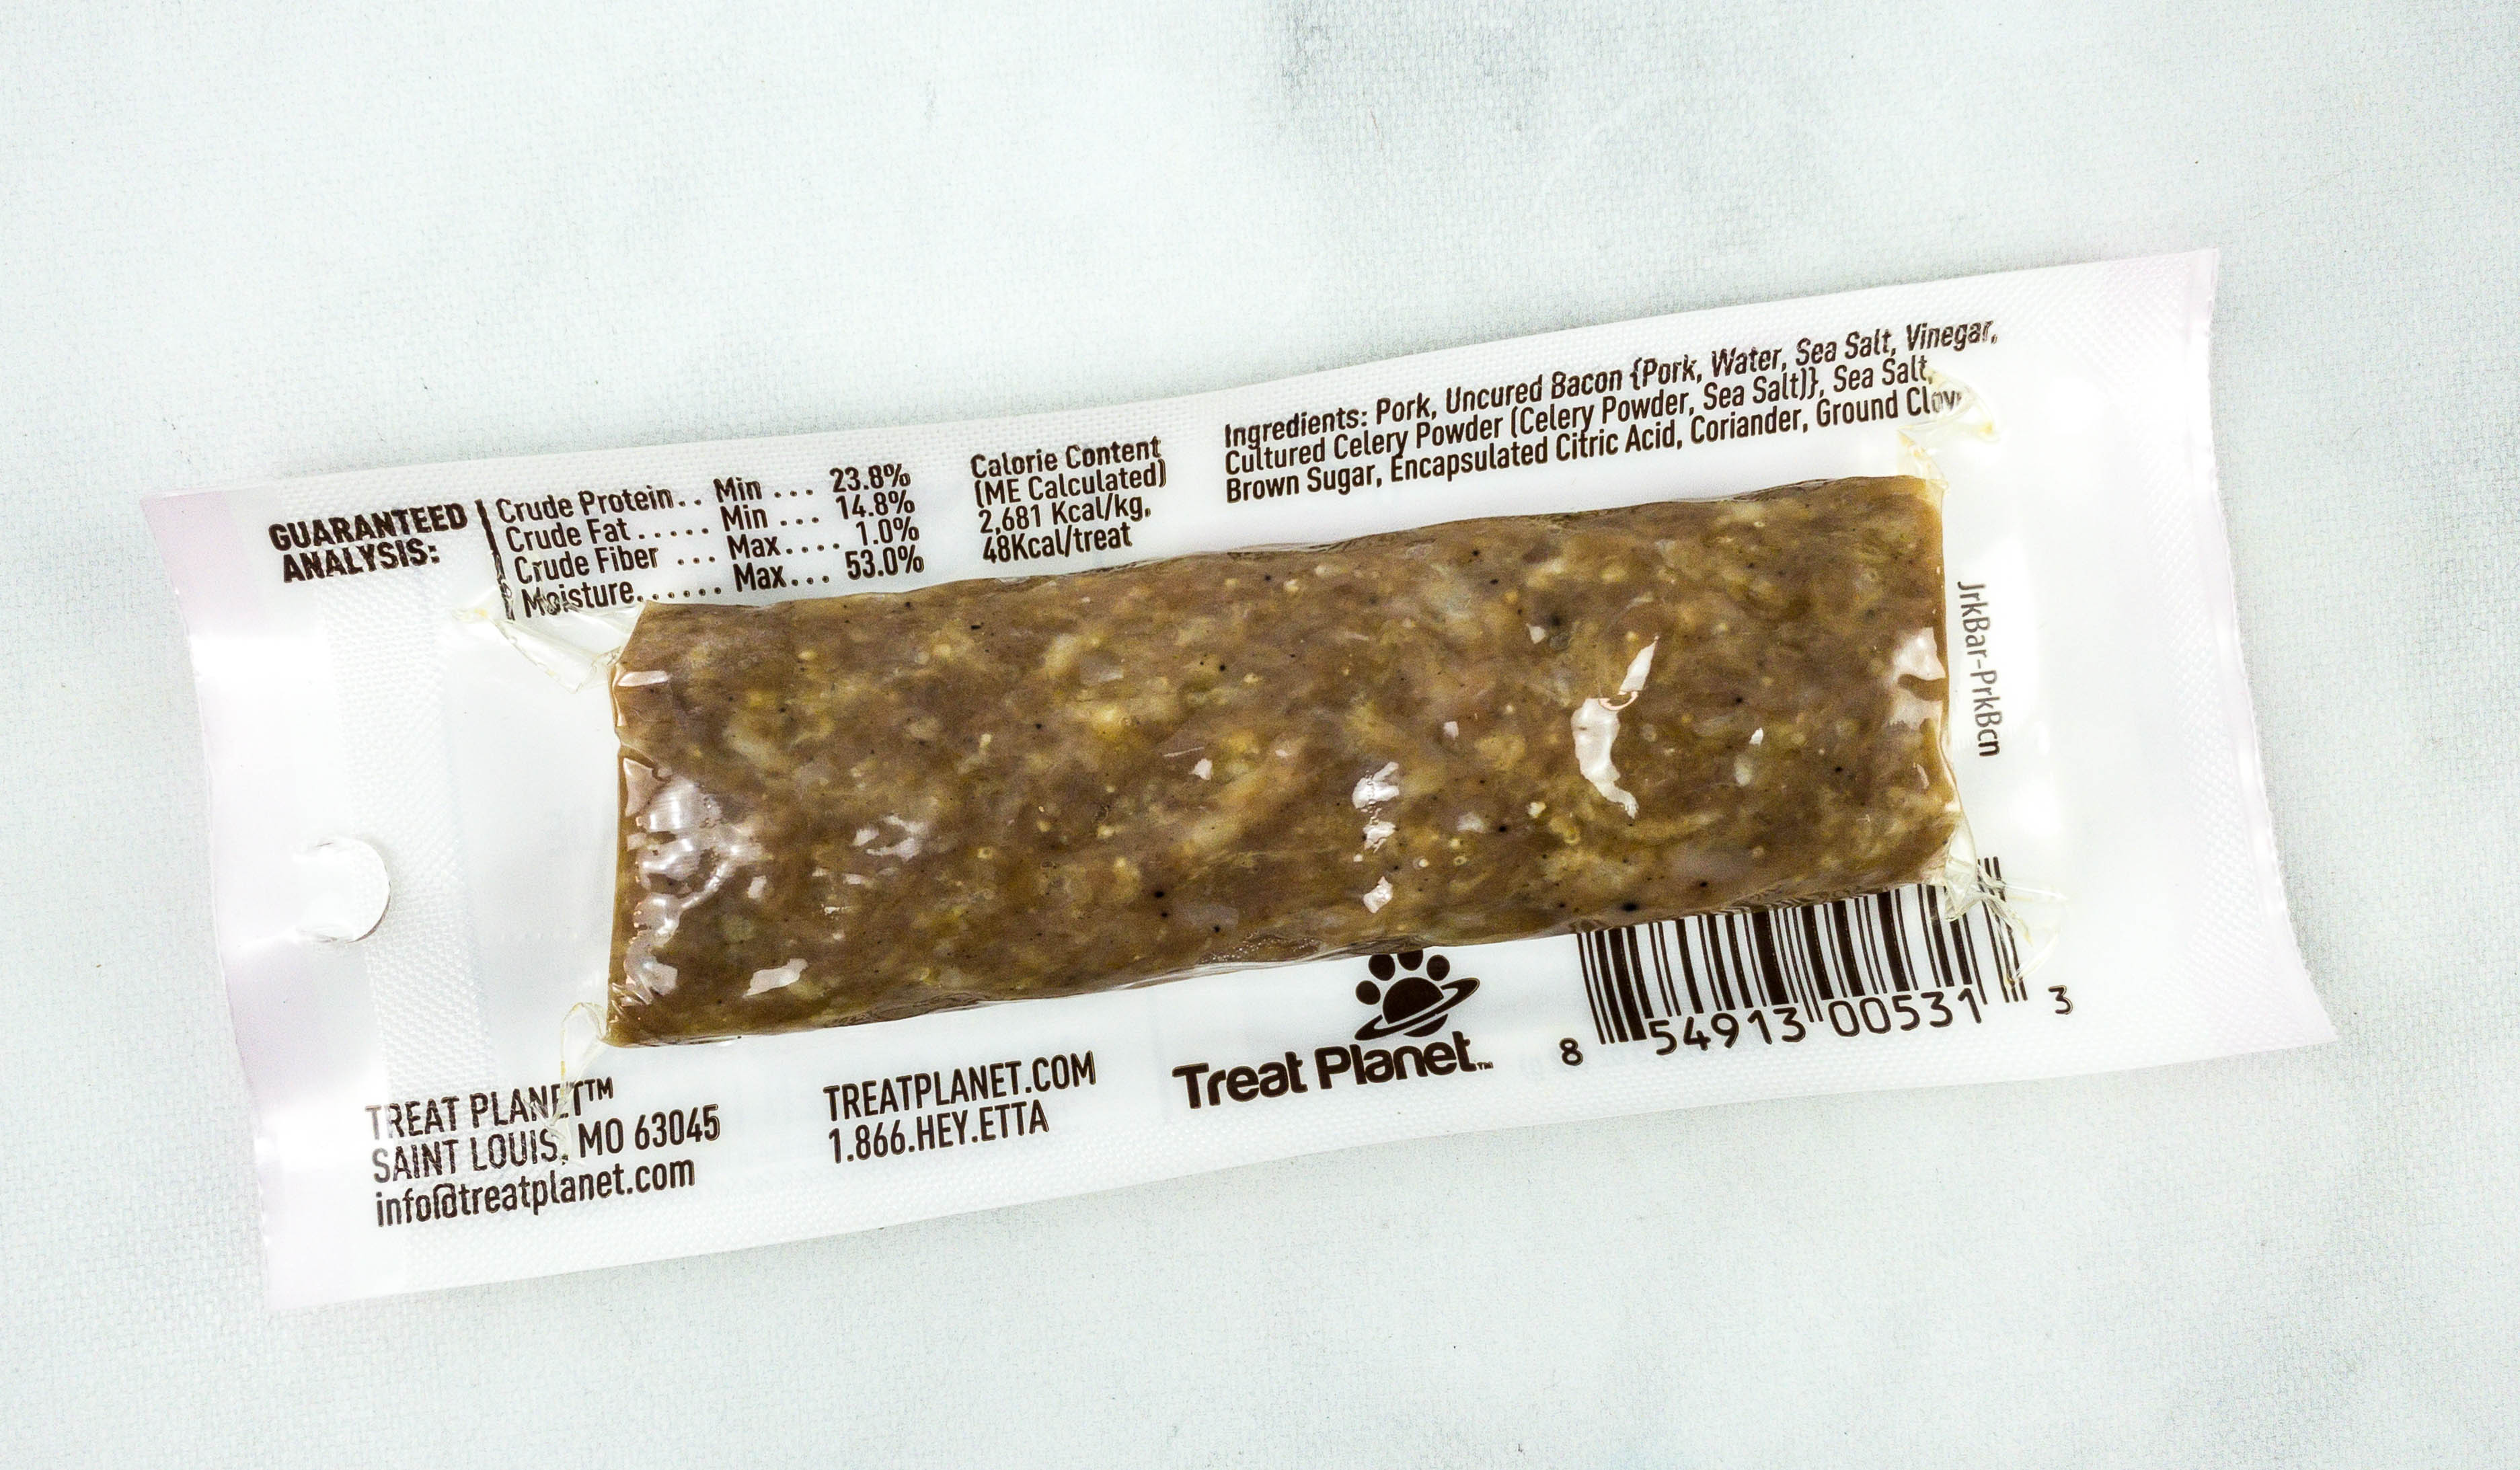 GUARANTEED
ANALYSIS:
Crude Protein.. Min ... 23.8%
Crude Fat...... Min ... 14.8%
Crude Fiber ... Max.... 1.0%
Moisture...... Max... 53.0%
Calorie Content
(ME Calculated)
2,681 Kcal/kg,
48Kcal/treat
Ingredients: Pork, Uncured Bacon {Pork, Water, Sea Salt, Vinegar,
Cultured Celery Powder (Celery Powder, Sea Salt)}, Sea Salt,
Brown Sugar, Encapsulated Citric Acid, Coriander, Ground
JrkBar-PrkBcn
TREAT PLANET™
SAINT LOUIS, MO 63045
info@treatplanet.com
TREATPLANET.COM
1.866.HEY.ETTA
Treat Planet™
8 54913 00531 3